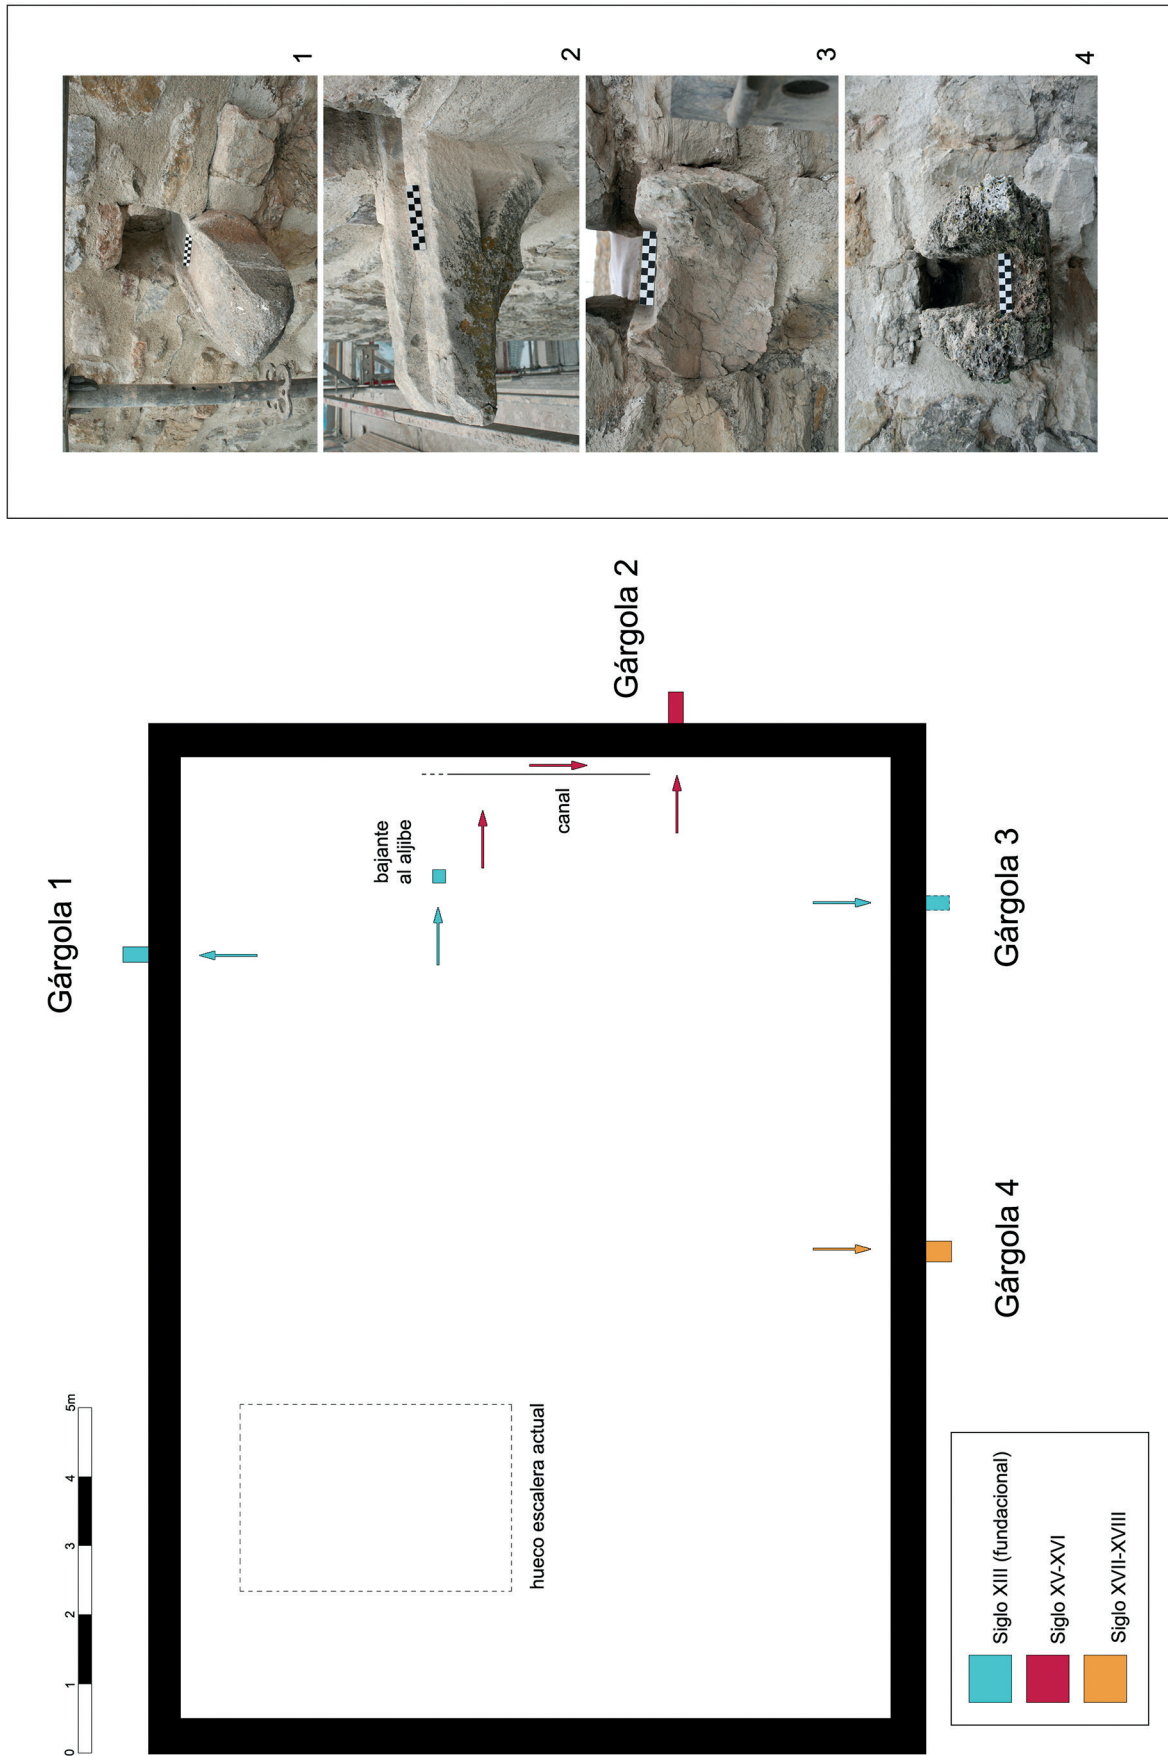 0 1 2 3 4 5m
Gárgola 1
Gárgola 2
Gárgola 3
Gárgola 4
bajante
al aljibe
canal
hueco escalera actual
Siglo XIII (fundacional)
Siglo XV-XVI
Siglo XVII-XVIII
1
2
3
4